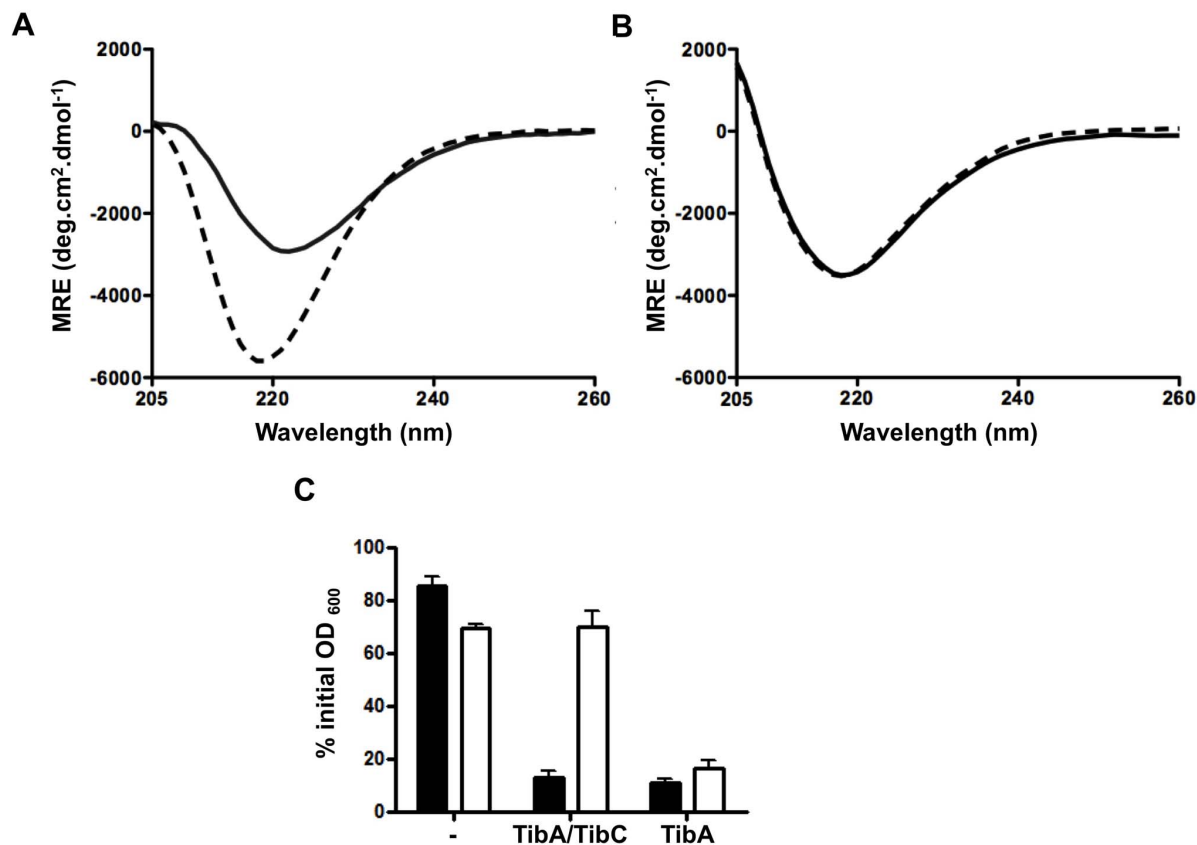 A
MRE (deg.cm².dmol⁻¹)
2000
0
-2000
-4000
-6000
205
220
240
260
Wavelength (nm)
B
MRE (deg.cm².dmol⁻¹)
2000
0
-2000
-4000
-6000
205
220
240
260
Wavelength (nm)
C
% initial OD 600
100
80
60
40
20
0
-
TibA/TibC
TibA